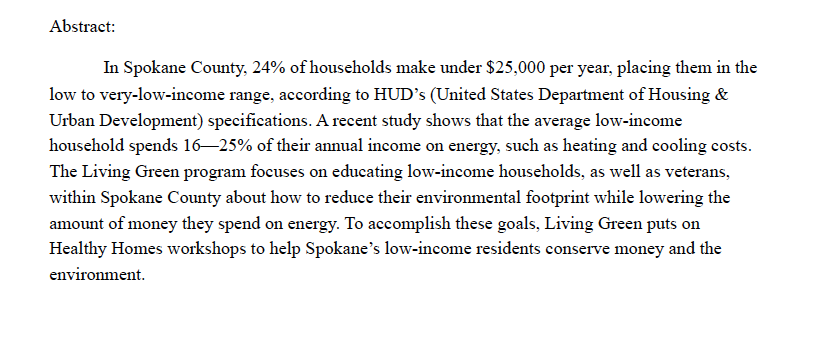 Abstract:
In Spokane County, 24% of households make under $25,000 per year, placing them in the
low to very-low-income range, according to HUD’s (United States Department of Housing &
Urban Development) specifications. A recent study shows that the average low-income
household spends 16—25% of their annual income on energy, such as heating and cooling costs.
The Living Green program focuses on educating low-income households, as well as veterans,
within Spokane County about how to reduce their environmental footprint while lowering the
amount of money they spend on energy. To accomplish these goals, Living Green puts on
Healthy Homes workshops to help Spokane’s low-income residents conserve money and the
environment.